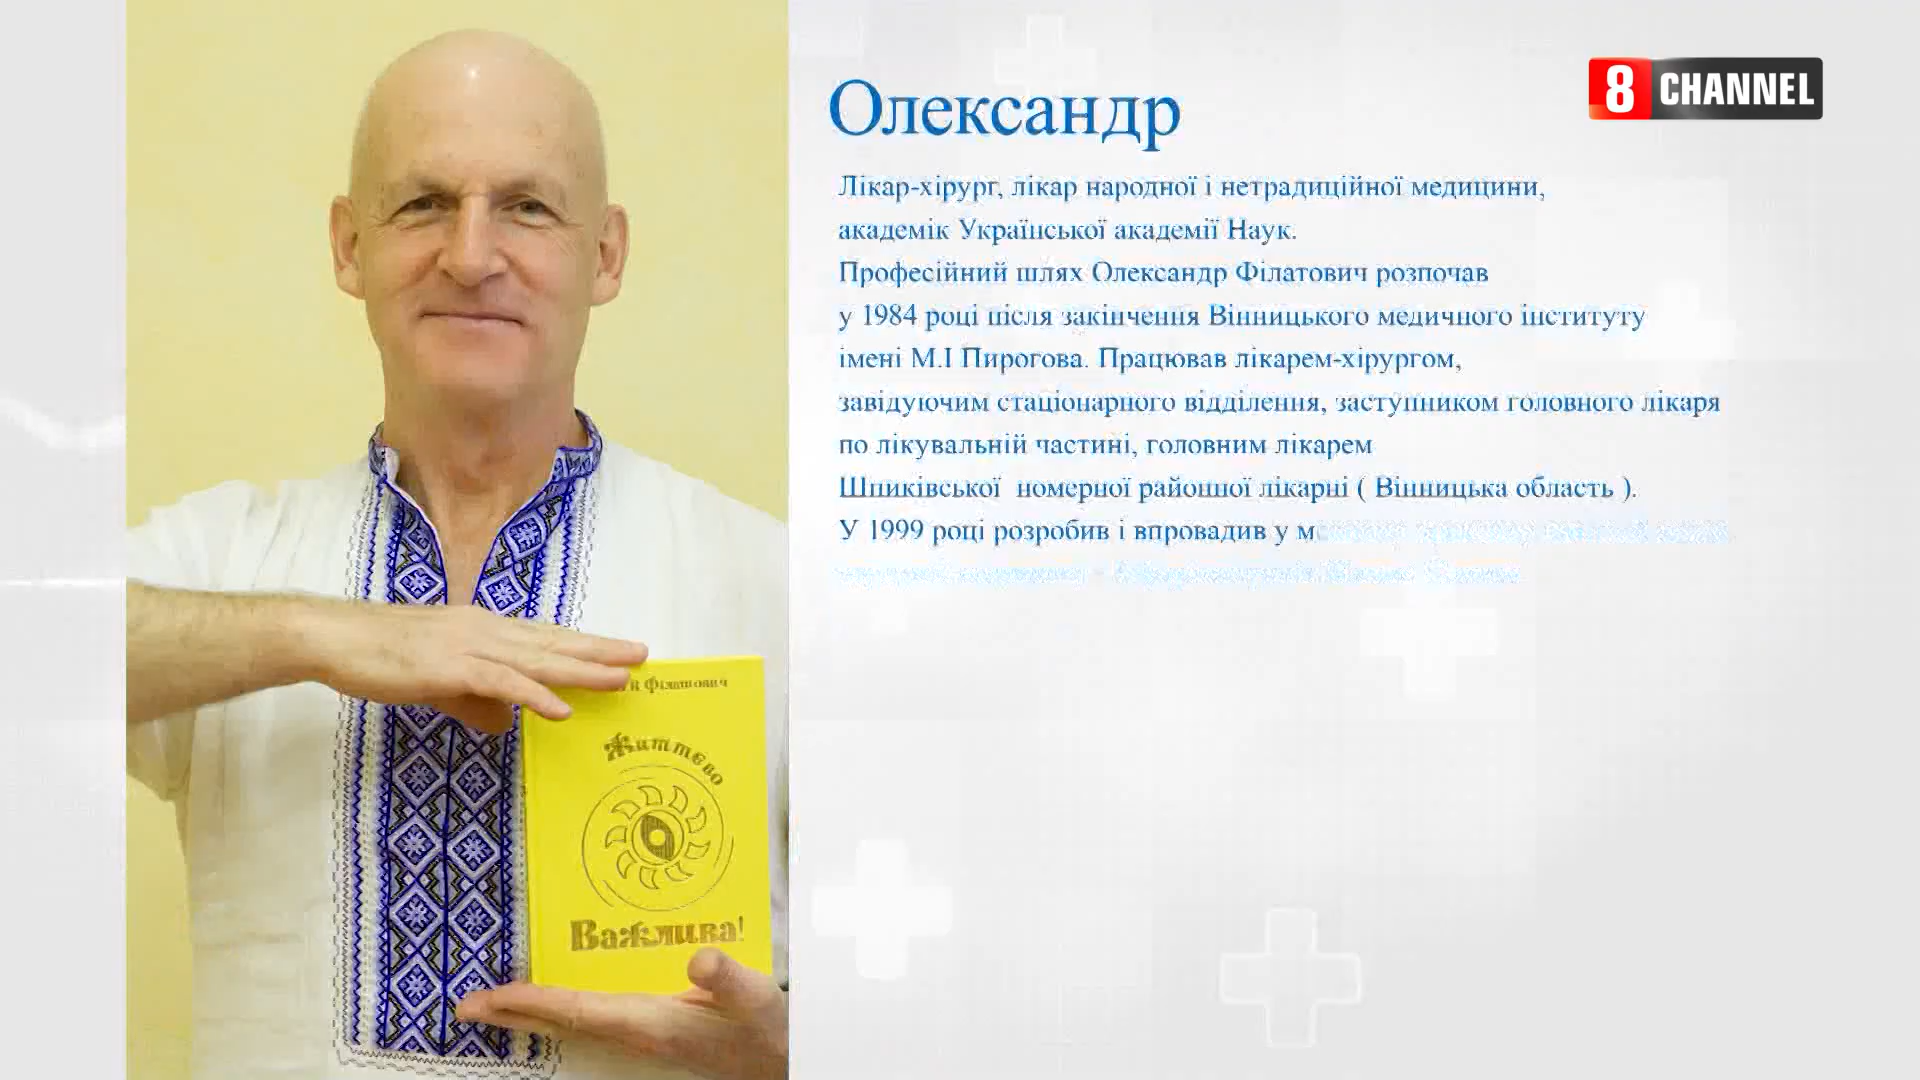 8 CHANNEL
Олександр
Лікар-хірург, лікар народної і нетрадиційної медицини,
академік Української академії Наук.
Професійний шлях Олександр Філатович розпочав
у 1984 році після закінчення Вінницького медичного інституту
імені М.І Пирогова. Працював лікарем-хірургом,
завідуючим стаціонарного відділення, заступником головного лікаря
по лікувальній частині, головним лікарем
Шпиківської номерної районної лікарні ( Вінницька область ).
У 1999 році розробив і впровадив у
Філатович
Життєво
Важлива!